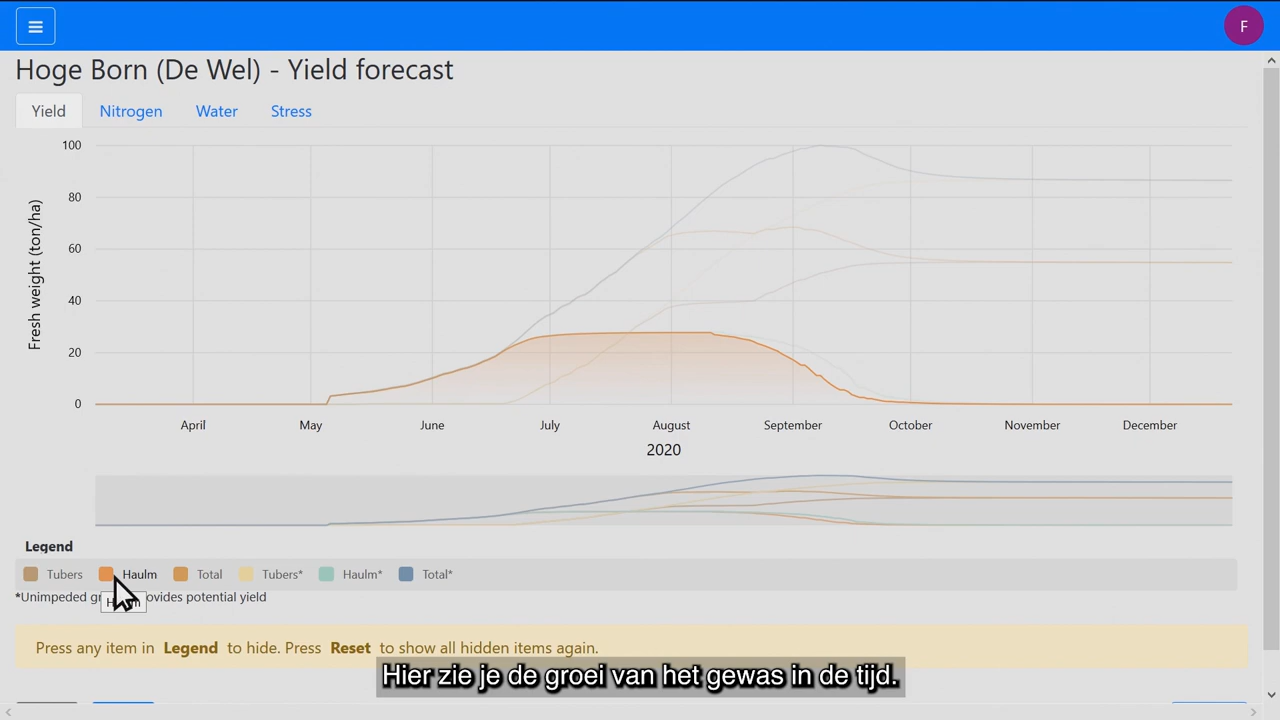 F
Hoge Born (De Wel) - Yield forecast
Yield Nitrogen Water Stress
100
80
60
40
20
0
Fresh weight (ton/ha)
April May June July August September October November December
2020
Legend
Tubers Haulm Total Tubers* Haulm* Total*
*Unimpeded ovides potential yield
Press any item in Legend to hide. Press Reset to show all hidden items again.
Hier zie je de groei van het gewas in de tijd.